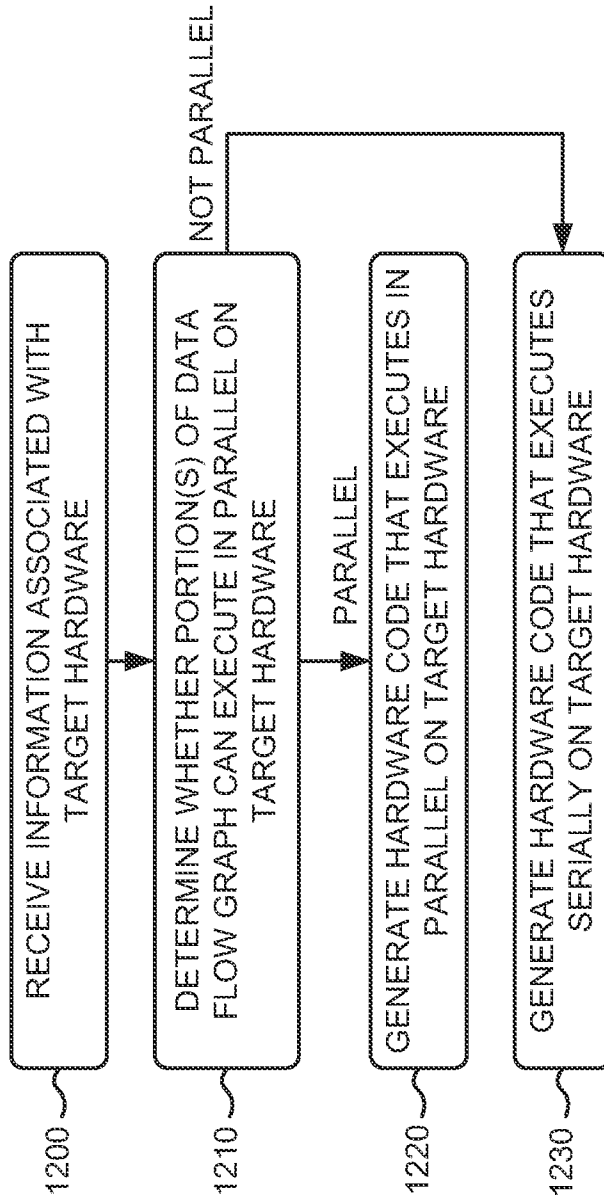 1200
RECEIVE INFORMATION ASSOCIATED WITH
TARGET HARDWARE
1210
DETERMINE WHETHER PORTION(S) OF DATA
FLOW GRAPH CAN EXECUTE IN PARALLEL ON
TARGET HARDWARE
NOT PARALLEL
PARALLEL
1220
GENERATE HARDWARE CODE THAT EXECUTES IN
PARALLEL ON TARGET HARDWARE
1230
GENERATE HARDWARE CODE THAT EXECUTES
SERIALLY ON TARGET HARDWARE